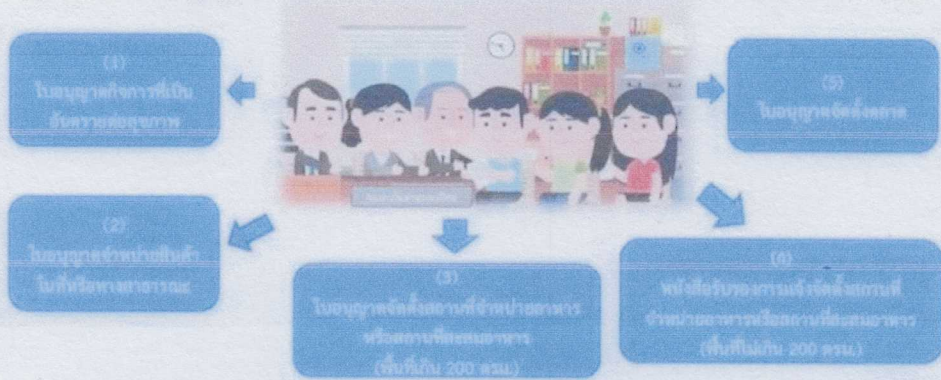 (1)
ใบอนุญาตกิจการที่เป็น
อันตรายต่อสุขภาพ
(2)
ใบอนุญาตจำหน่ายสินค้า
ในที่หรือทางสาธารณะ
(3)
ใบอนุญาตจัดตั้งสถานที่จำหน่ายอาหาร
หรือสถานที่สะสมอาหาร
(พื้นที่เกิน 200 ตรม.)
(4)
หนังสือรับรองการแจ้งจัดตั้งสถานที่
จำหน่ายอาหารหรือสถานที่สะสมอาหาร
(พื้นที่ไม่เกิน 200 ตรม.)
(5)
ใบอนุญาตจัดตั้งตลาด